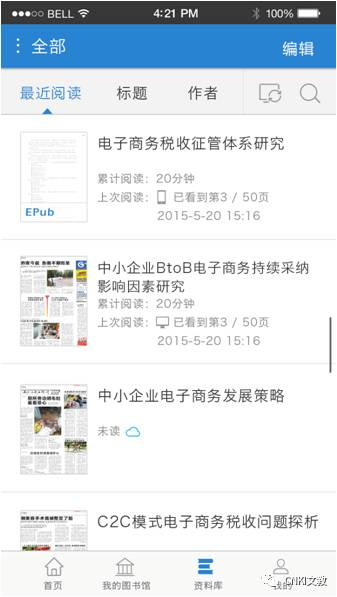 BELL 4:21 PM 100%
全部 编辑
最近阅读 标题 作者
电子商务税收征管体系研究
累计阅读：20分钟
EPub
上次阅读： 已看到第3 / 50页
2015-5-20 15:16
中小企业BtoB电子商务持续采纳
影响因素研究
累计阅读：20分钟
上次阅读： 已看到第3 / 50页
2015-5-20 15:16
中小企业电子商务发展策略
未读
C2C模式电子商务税收问题探析
首页 我的图书馆 资料库 我的
CNKI文教